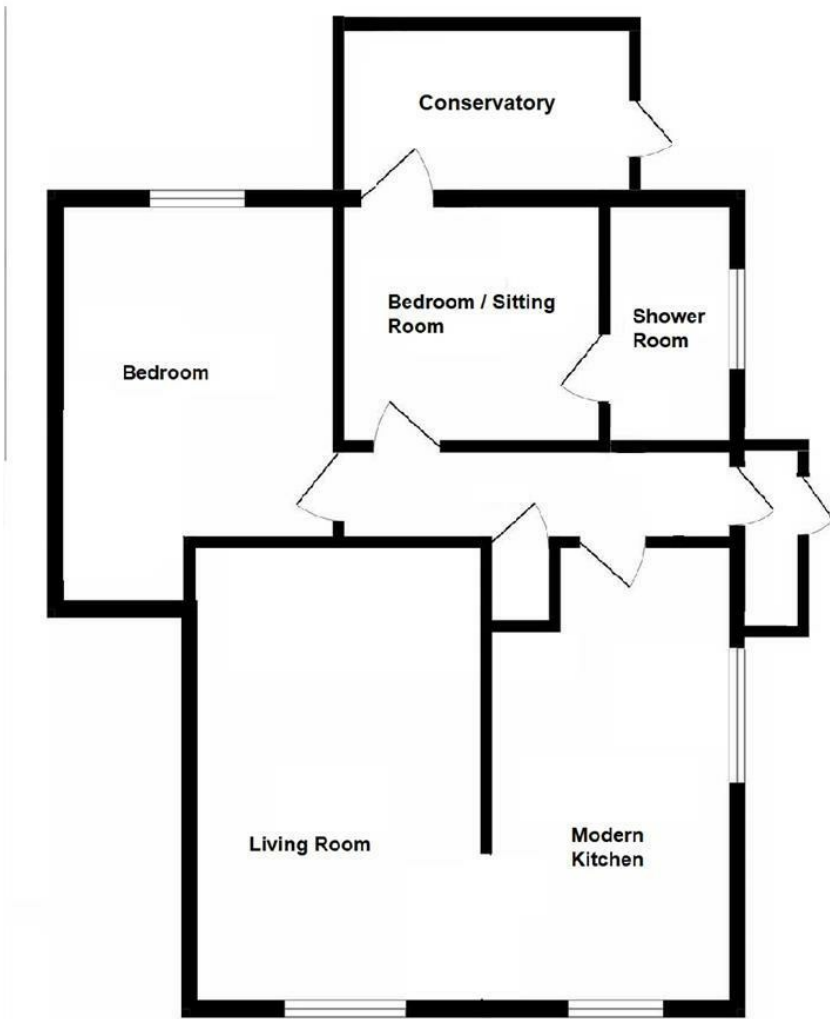 Conservatory
Bedroom / Sitting
Room
Shower
Room
Bedroom
Living Room
Modern
Kitchen